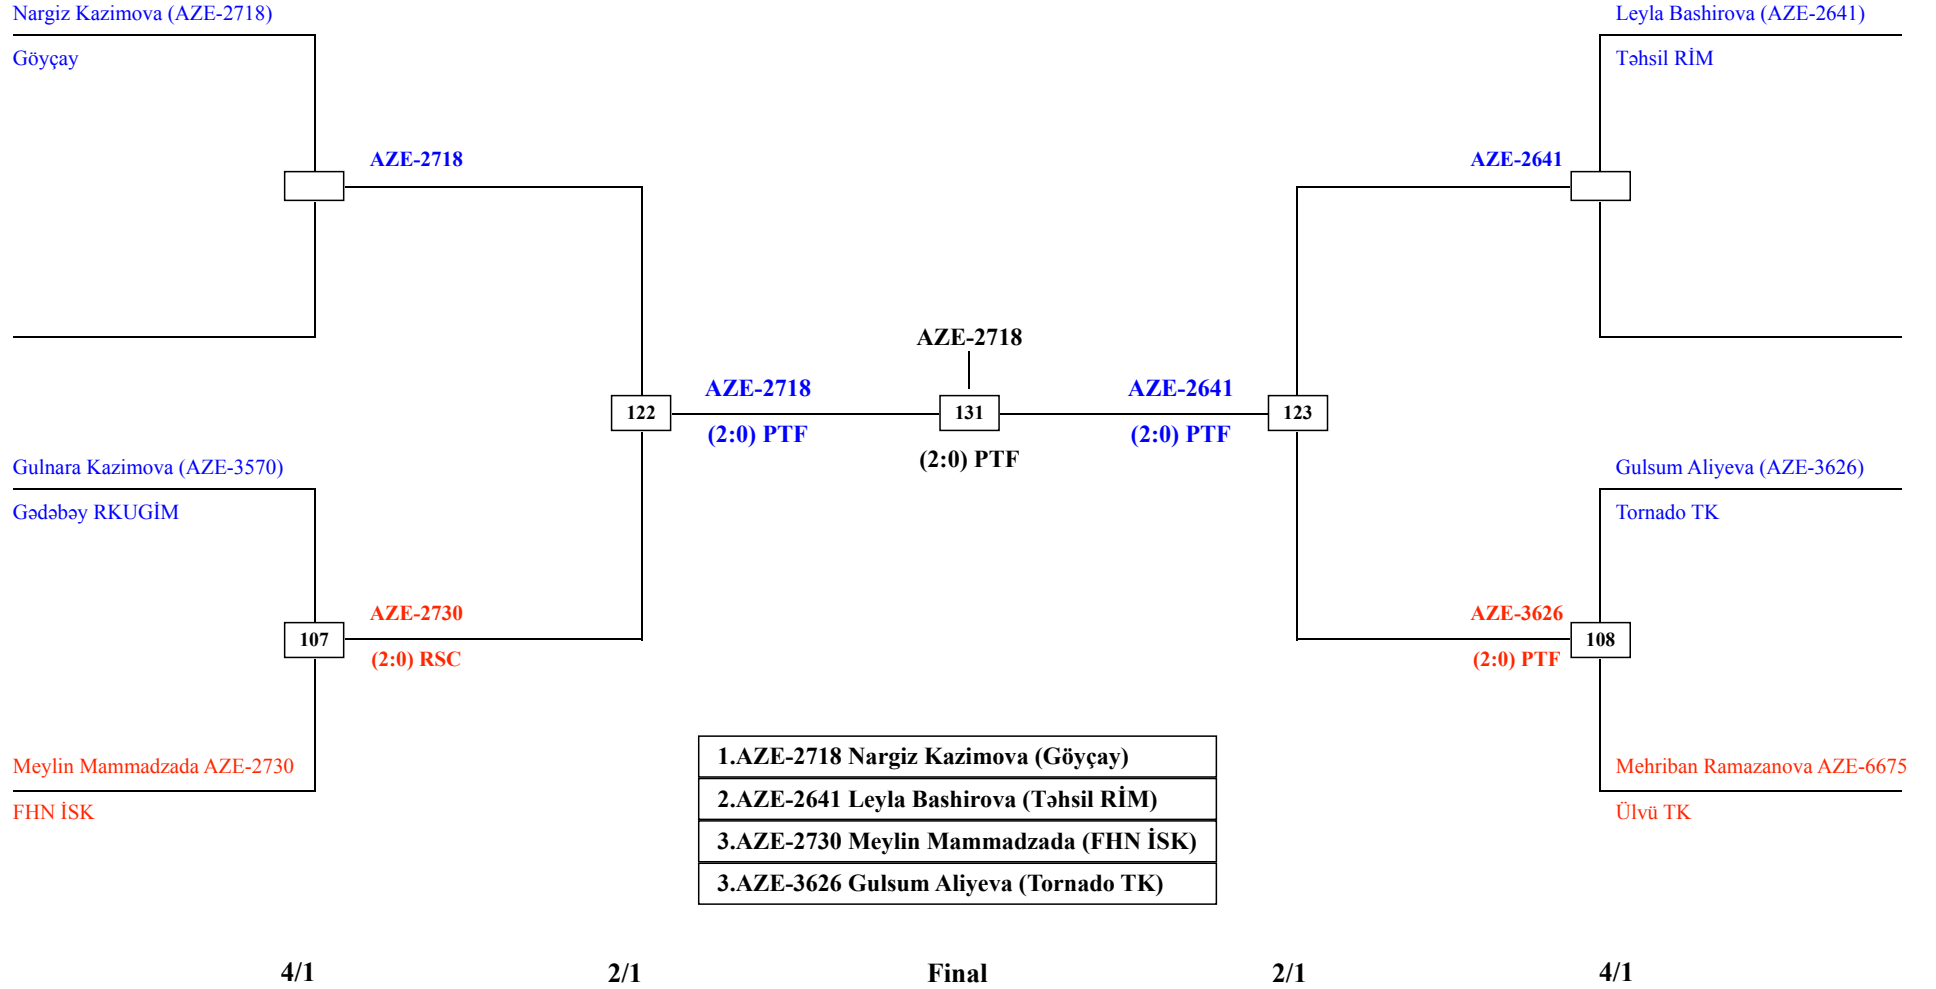 Nargiz Kazimova (AZE-2718)
Göyçay
AZE-2718
Gulnara Kazimova (AZE-3570)
Gədəbəy RKUGİM
107
AZE-2730
(2:0) RSC
Meylin Mammadzada AZE-2730
FHN İSK
122
AZE-2718
(2:0) PTF
AZE-2718
131
(2:0) PTF
AZE-2641
(2:0) PTF
123
Leyla Bashirova (AZE-2641)
Təhsil RİM
AZE-2641
Gulsum Aliyeva (AZE-3626)
Tornado TK
AZE-3626
(2:0) PTF
108
Mehriban Ramazanova AZE-6675
Ülvü TK
1.AZE-2718 Nargiz Kazimova (Göyçay)
2.AZE-2641 Leyla Bashirova (Təhsil RİM)
3.AZE-2730 Meylin Mammadzada (FHN İSK)
3.AZE-3626 Gulsum Aliyeva (Tornado TK)
4/1 2/1 Final 2/1 4/1